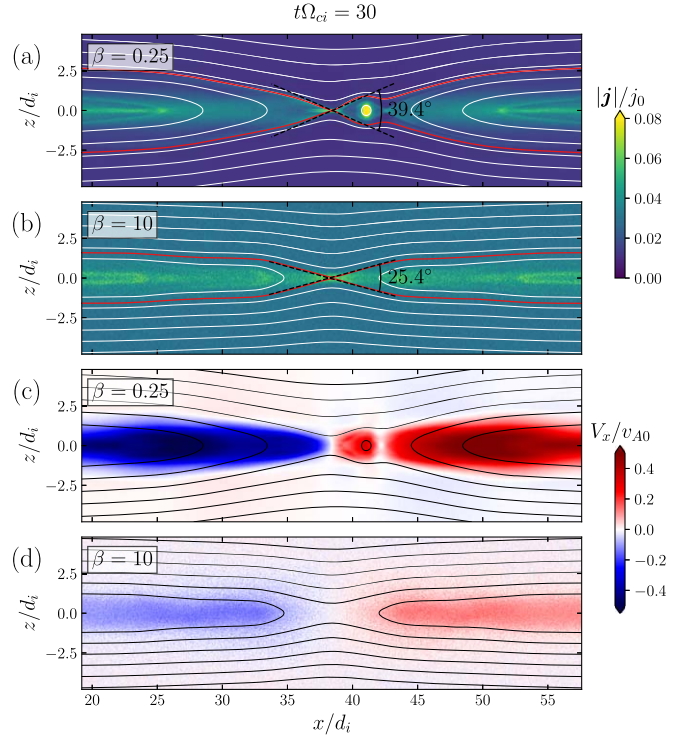 tΩ_ci = 30
(a)
β = 0.25
2.5
0.0
−2.5
z/d_i
39.4°
|j|/j_0
0.08
0.06
0.04
0.02
0.00
(b)
β = 10
2.5
0.0
−2.5
z/d_i
25.4°
(c)
β = 0.25
2.5
0.0
−2.5
z/d_i
V_x/v_A0
0.4
0.2
0.0
−0.2
−0.4
(d)
β = 10
2.5
0.0
−2.5
z/d_i
20 25 30 35 40 45 50 55
x/d_i